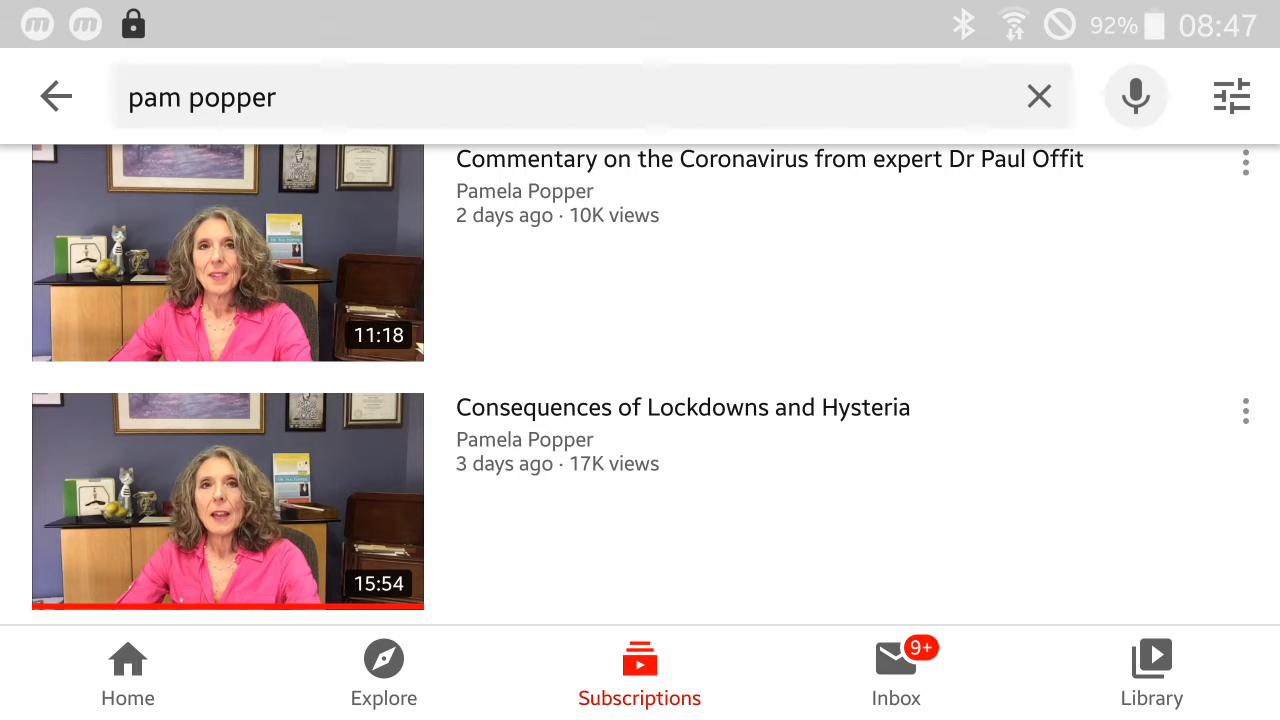 92% 08:47
pam popper
Commentary on the Coronavirus from expert Dr Paul Offit
Pamela Popper
2 days ago · 10K views
11:18
Consequences of Lockdowns and Hysteria
Pamela Popper
3 days ago · 17K views
15:54
9+
Home Explore Subscriptions Inbox Library